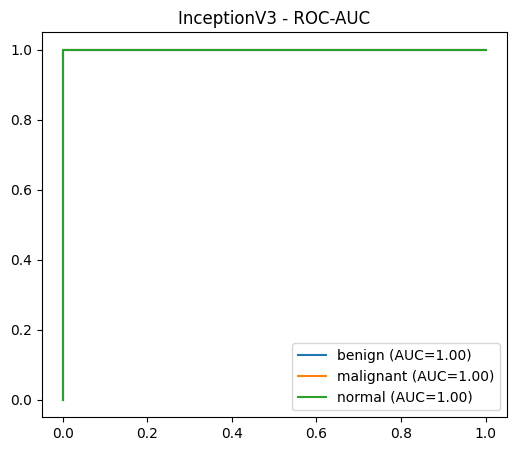 InceptionV3 - ROC-AUC
1.0
0.8
0.6
0.4
0.2
0.0
benign (AUC=1.00)
malignant (AUC=1.00)
normal (AUC=1.00)
0.0 0.2 0.4 0.6 0.8 1.0